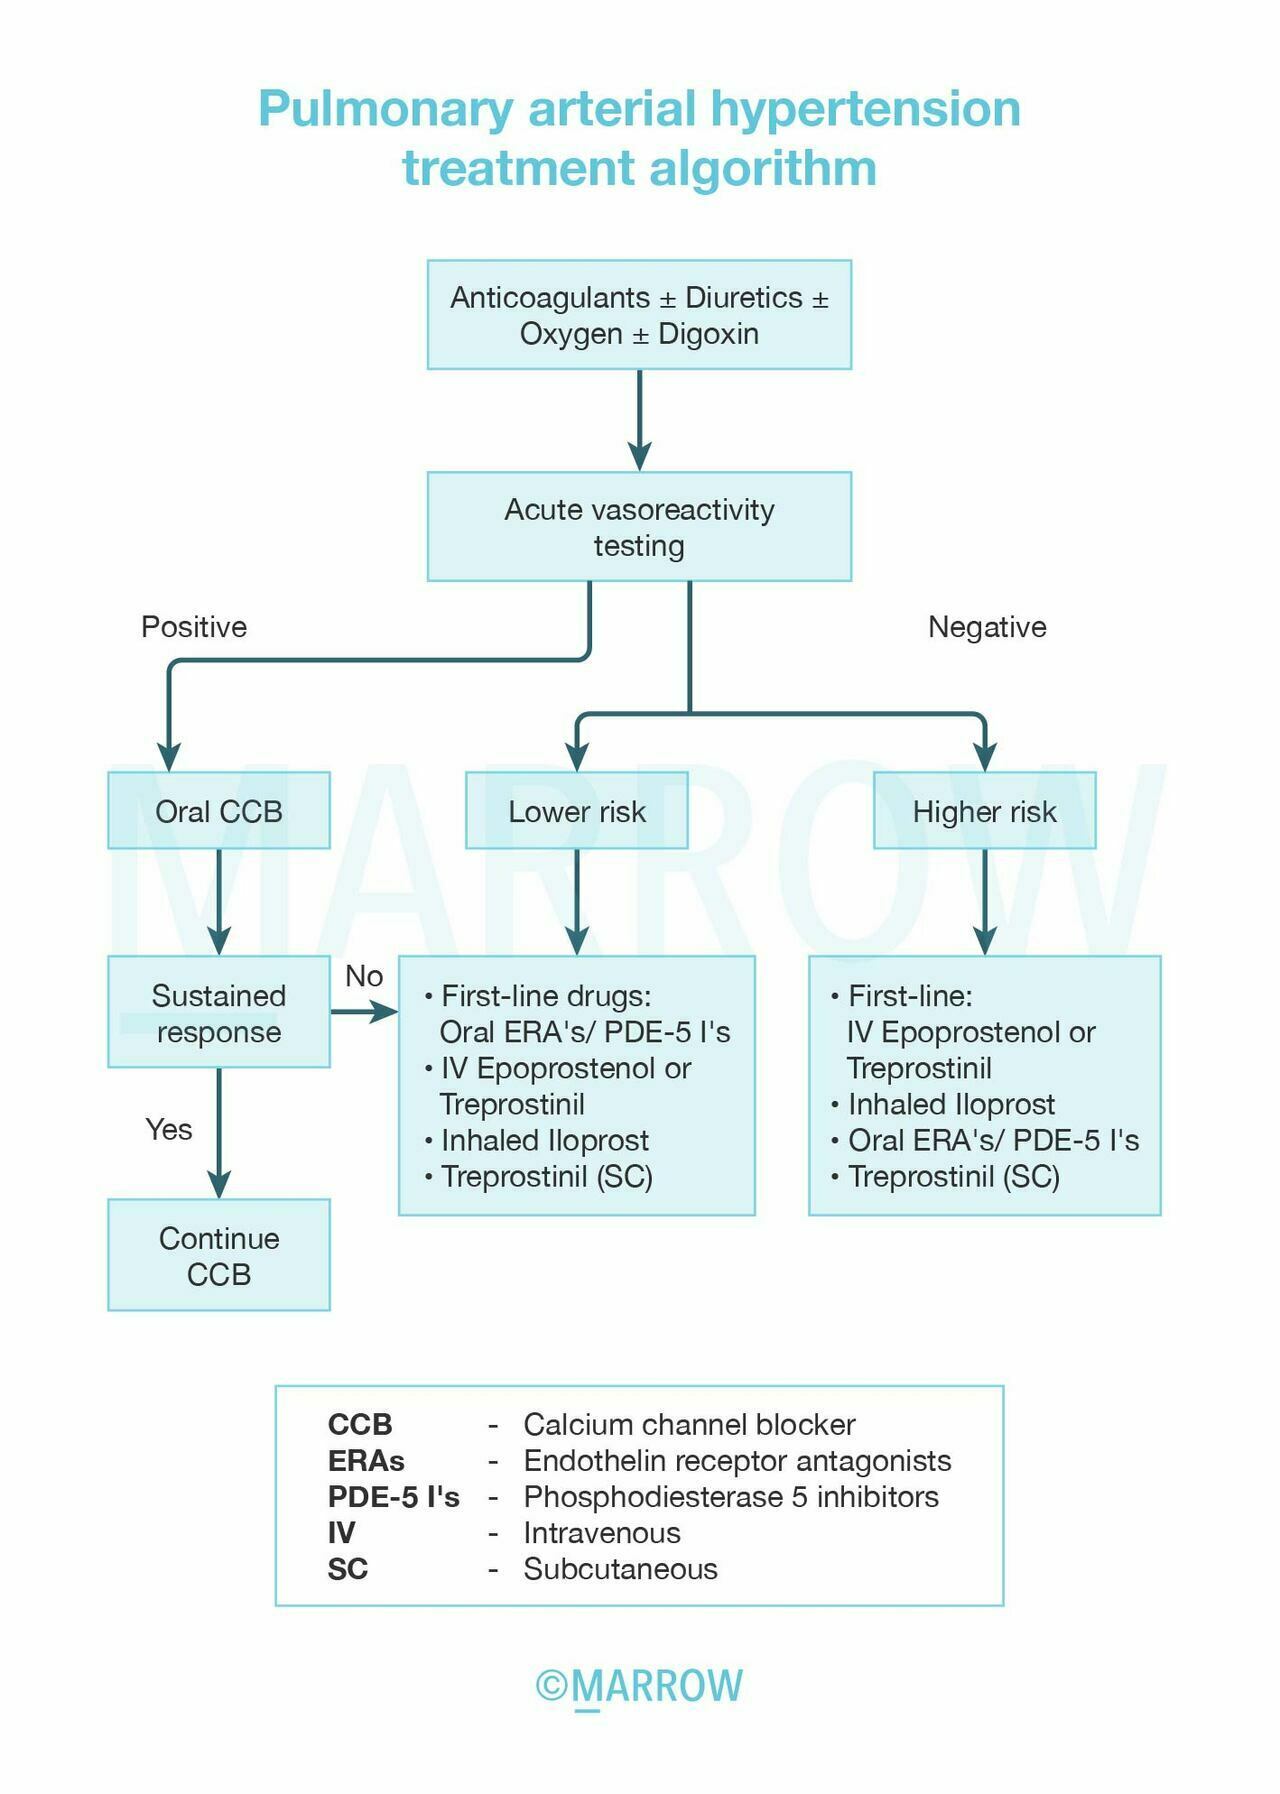 Pulmonary arterial hypertension
treatment algorithm
Anticoagulants ± Diuretics ±
Oxygen ± Digoxin
Acute vasoreactivity
testing
Positive
Negative
Oral CCB
Lower risk
Higher risk
Sustained
response
No
Yes
Continue
CCB
• First-line drugs:
Oral ERA's/ PDE-5 I's
• IV Epoprostenol or
Treprostinil
• Inhaled Iloprost
• Treprostinil (SC)
• First-line:
IV Epoprostenol or
Treprostinil
• Inhaled Iloprost
• Oral ERA's/ PDE-5 I's
• Treprostinil (SC)
MARROW
CCB - Calcium channel blocker
ERAs - Endothelin receptor antagonists
PDE-5 I's - Phosphodiesterase 5 inhibitors
IV - Intravenous
SC - Subcutaneous
©MARROW